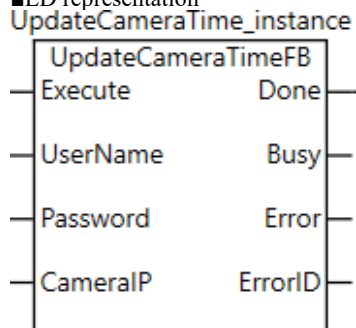 ■LD representation
UpdateCameraTime_instance
UpdateCameraTimeFB
Execute Done
UserName Busy
Password Error
CameraIP ErrorID